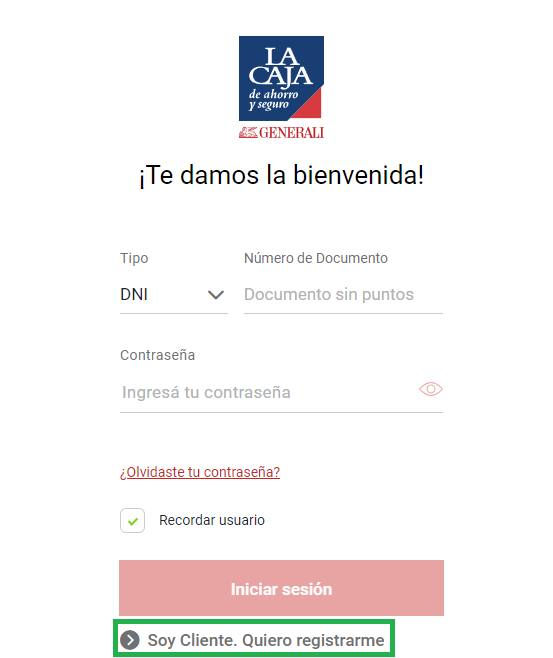 LA
CAJA
de ahorro
y seguro
GENERALI
¡Te damos la bienvenida!
Tipo
Número de Documento
DNI
Documento sin puntos
Contraseña
Ingresá tu contraseña
¿Olvidaste tu contraseña?
Recordar usuario
Iniciar sesión
Soy Cliente. Quiero registrarme